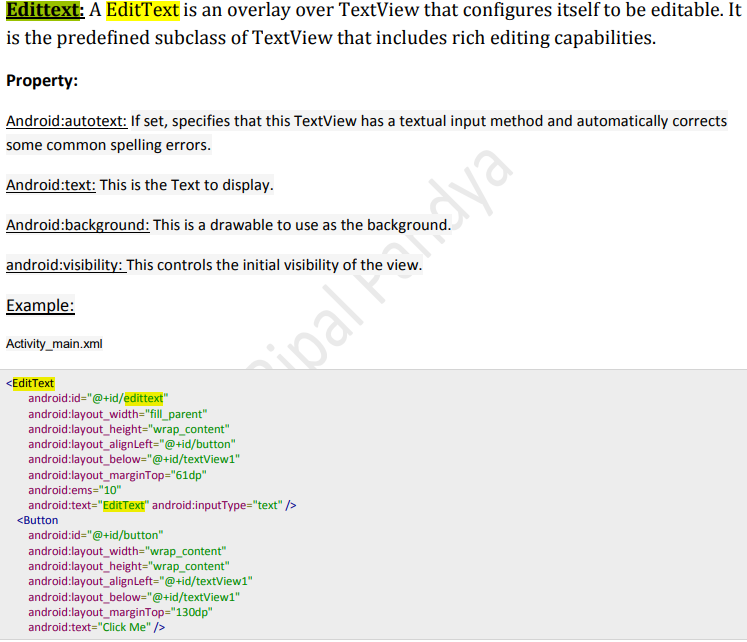 Edittext: A EditText is an overlay over TextView that configures itself to be editable. It
is the predefined subclass of TextView that includes rich editing capabilities.
Property:
Android:autotext: If set, specifies that this TextView has a textual input method and automatically corrects
some common spelling errors.
Android:text: This is the Text to display.
Android:background: This is a drawable to use as the background.
android:visibility: This controls the initial visibility of the view.
Example:
Activity_main.xml
<EditText
android:id="@+id/edittext"
android:layout_width="fill_parent"
android:layout_height="wrap_content"
android:layout_alignLeft="@+id/button"
android:layout_below="@+id/textView1"
android:layout_marginTop="61dp"
android:ems="10"
android:text="EditText" android:inputType="text" />
<Button
android:id="@+id/button"
android:layout_width="wrap_content"
android:layout_height="wrap_content"
android:layout_alignLeft="@+id/textView1"
android:layout_below="@+id/textView1"
android:layout_marginTop="130dp"
android:text="Click Me" />